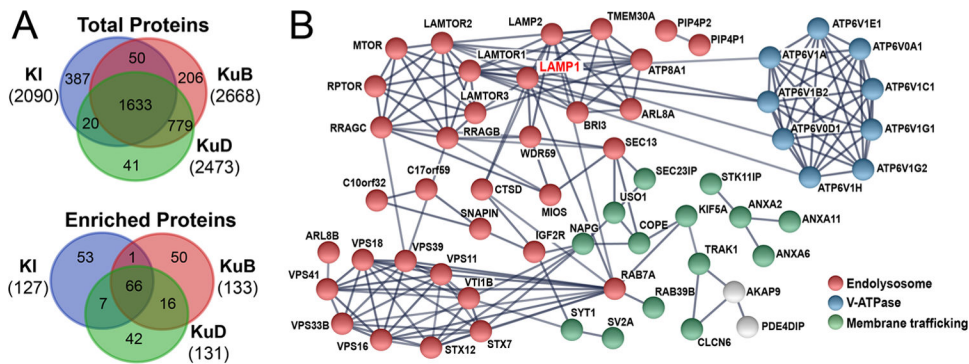 A
Total Proteins
KI
(2090)
387
50
206
KuB
(2668)
1633
20
779
41
KuD
(2473)
Enriched Proteins
KI
(127)
53
1
50
KuB
(133)
66
7
16
42
KuD
(131)
B
LAMTOR2
LAMP2
TMEM30A
PIP4P2
PIP4P1
MTOR
LAMTOR1
LAMP1
ATP8A1
RPTOR
LAMTOR3
ARL8A
BRI3
RRAGC
RRAGB
WDR59
SEC13
ATP6V1E1
ATP6V1A
ATP6V0A1
ATP6V1B2
ATP6V1C1
ATP6V0D1
ATP6V1G1
ATP6V1G2
ATP6V1H
C17orf59
C10orf32
CTSD
MIOS
SEC23IP
STK11IP
USO1
KIF5A
ANXA2
ANXA11
SNAPIN
IGF2R
NAPG
COPE
ANXA6
ARL8B
VPS18
VPS39
VPS11
TRAK1
VPS41
VTI1B
RAB7A
RAB39B
AKAP9
VPS33B
SYT1
SV2A
PDE4DIP
VPS16
STX12
STX7
CLCN6
Endolysosome
V-ATPase
Membrane trafficking